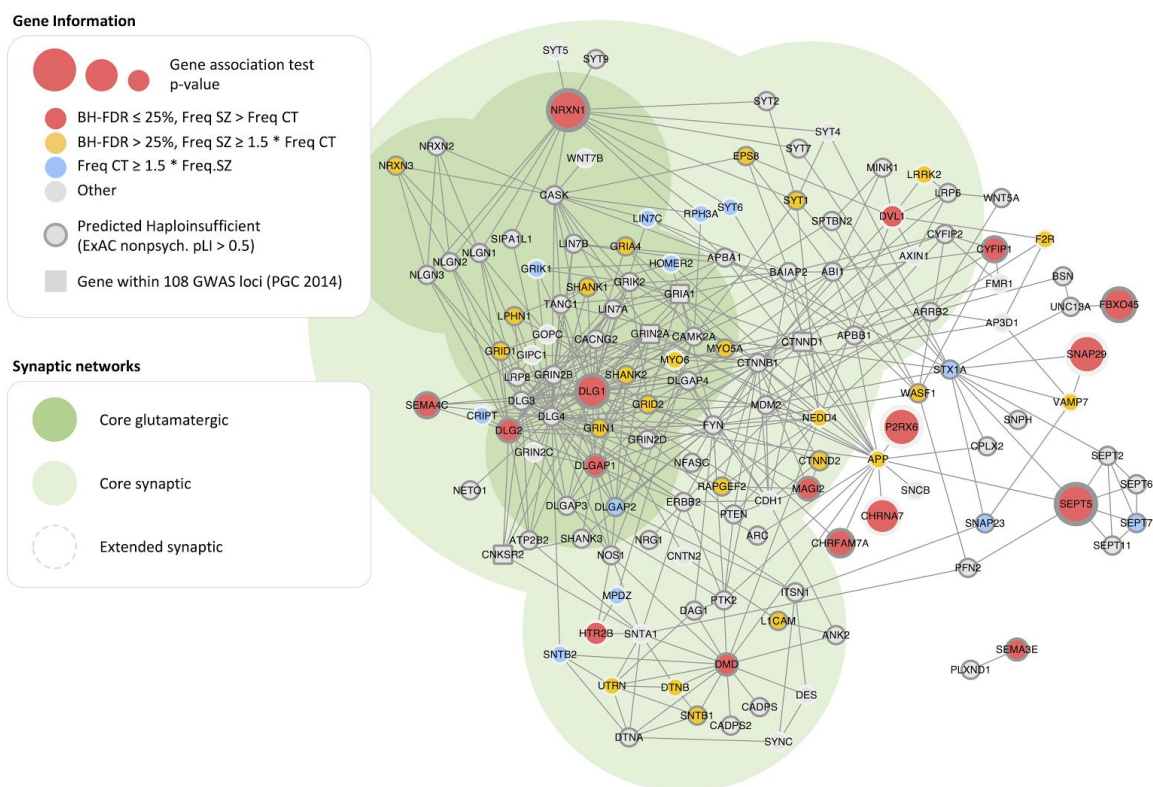 Gene Information
Gene association test
p-value
BH-FDR ≤ 25%, Freq SZ > Freq CT
BH-FDR > 25%, Freq SZ ≥ 1.5 * Freq CT
Freq CT ≥ 1.5 * Freq.SZ
Other
Predicted Haploinsufficient
(ExAC nonpsych. pLI > 0.5)
Gene within 108 GWAS loci (PGC 2014)
Synaptic networks
Core glutamatergic
Core synaptic
Extended synaptic
SYT5
SYT9
NRXN1
SYT2
SYT4
SYT7
NRXN2
NRXN3
WNT7B
EPS8
MINK1
LRRK2
CASK
LRP6
WNT5A
SYT1
SYT6
RPH3A
LIN7C
SPTBN2
DVL1
CYFIP2
CYFIP1
F2R
SIPA1L1
LIN7B
GRIA4
NLGN1
NLGN2
NLGN3
GRIK1
HOMER2
APBA1
BAIAP2
ABI1
AXIN1
FMR1
BSN
SHANK1
GRIK2
GRIA1
TANC1
LIN7A
LPHN1
UNC13A
FBXO45
ARRB2
AP3D1
GOPC
CACNG2
GRIN2A
CAMK2A
CTNND1
APBB1
GRID1
GIPC1
MYO6
MYO5A
SNAP29
CTNNB1
STX1A
LRP8
GRIN2B
SHANK2
DLGAP4
DLG1
WASF1
VAMP7
SEMA4C
CRIPT
DLG3
DLG4
GRID2
MDM2
NEDD4
SNPH
DLG2
GRIN1
FYN
P2RX6
GRIN2D
GRIN2C
CPLX2
DLGAP1
NFASC
CTNND2
APP
SEPT2
NETO1
RAPGEF2
MAGI2
SNCB
SEPT6
DLGAP3
DLGAP2
ERBB2
CDH1
PTEN
CHRNA7
SEPT5
SNAP23
SEPT7
ATP2B2
SHANK3
NRG1
ARC
CHRFAM7A
SEPT11
CNKSR2
NOS1
CNTN2
PFN2
MPDZ
ITSN1
PTK2
DAG1
L1CAM
HTR2B
SNTA1
ANK2
SNTB2
DMD
SEMA3E
PLXND1
UTRN
DTNB
DES
SNTB1
CADPS
CADPS2
DTNA
SYNC